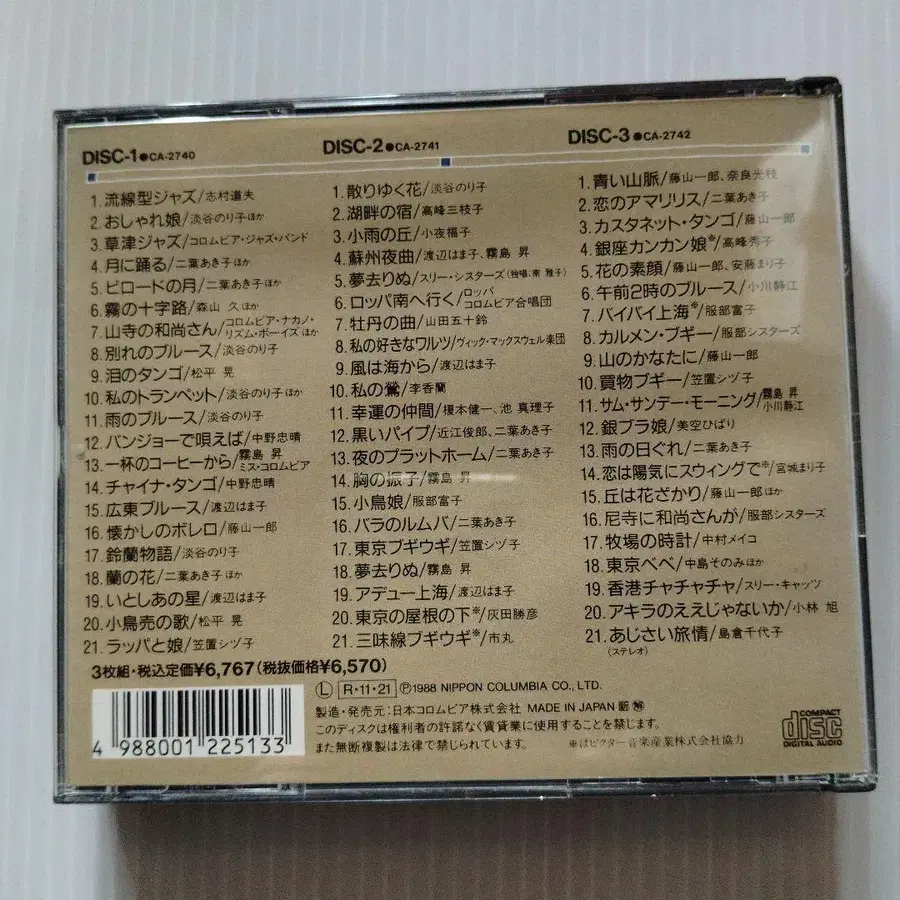 DISC-1●CA-2740
1.流線型ジャズ/志村道夫
2.おしゃれ娘/淡谷のり子ほか
3.草津ジャズ/コロムビア・ジャズ・バンド
4.月に踊る/二葉あき子ほか
5.ビロードの月/二葉あき子ほか
6.霧の十字路/森山 久ほか
7.山寺の和尚さん/コロムビア・ナカノ・リズム・ボーイズほか
8.別れのブルース/淡谷のり子
9.泪のタンゴ/松平 晃
10.私のトランペット/淡谷のり子ほか
11.雨のブルース/淡谷のり子
12.バンジョーで唄えば/中野忠晴
13.一杯のコーヒーから/霧島 昇 ミス・コロムビア
14.チャイナ・タンゴ/中野忠晴
15.広東ブルース/渡辺はま子
16.懐かしのボレロ/藤山一郎
17.鈴蘭物語/淡谷のり子
18.蘭の花/二葉あき子ほか
19.いとしあの星/渡辺はま子
20.小鳥売の歌/松平 晃
21.ラッパと娘/笠置シヅ子
DISC-2●CA-2741
1.散りゆく花/淡谷のり子
2.湖畔の宿/高峰三枝子
3.小雨の丘/小夜福子
4.蘇州夜曲/渡辺はま子、霧島 昇
5.夢去りぬ/スリー・シスターズ(独唱:南 雅子)
6.ロッパ南へ行く/ロッパ コロムビア合唱団
7.牡丹の曲/山田五十鈴
8.私の好きなワルツ/ヴィック・マックスウェル楽団
9.風は海から/渡辺はま子
10.私の鶯/李香蘭
11.幸運の仲間/榎本健一、池 真理子
12.黒いパイプ/近江俊郎、二葉あき子
13.夜のプラットホーム/二葉あき子
14.胸の振子/霧島 昇
15.小鳥娘/服部富子
16.バラのルムバ/二葉あき子
17.東京ブギウギ/笠置シヅ子
18.夢去りぬ/霧島 昇
19.アデュー上海/渡辺はま子
20.東京の屋根の下※/灰田勝彦
21.三味線ブギウギ※/市丸
DISC-3●CA-2742
1.青い山脈/藤山一郎、奈良光枝
2.恋のアマリリス/二葉あき子
3.カスタネット・タンゴ/藤山一郎
4.銀座カンカン娘※/高峰秀子
5.花の素顔/藤山一郎、安藤まり子
6.午前2時のブルース/小川静江
7.バイバイ上海※/服部富子
8.カルメン・ブギー/服部シスターズ
9.山のかなたに/藤山一郎
10.買物ブギー/笠置シヅ子
11.サム・サンデー・モーニング/霧島 昇 小川静江
12.銀ブラ娘/美空ひばり
13.雨の日ぐれ/二葉あき子
14.恋は陽気にスウィングで※/宮城まり子
15.丘は花ざかり/藤山一郎ほか
16.尼寺に和尚さんが/服部シスターズ
17.牧場の時計/中村メイコ
18.東京ベベ/中島そのみほか
19.香港チャチャチャ/スリー・キャッツ
20.アキラのええじゃないか/小林 旭
21.あじさい旅情/島倉千代子
(ステレオ)
3枚組・税込定価¥6,767(税抜価格¥6,570)
4 988001 225133
Ⓛ R・11・21 Ⓟ1988 NIPPON COLUMBIA CO., LTD.
製造・発売元:日本コロムビア株式会社 MADE IN JAPAN
このディスクは権利者の許諾なく賃貸業に使用することを禁じます。
また無断複製は法律で禁じられています。
※はビクター音楽産業株式会社協力
COMPACT
disc
DIGITAL AUDIO